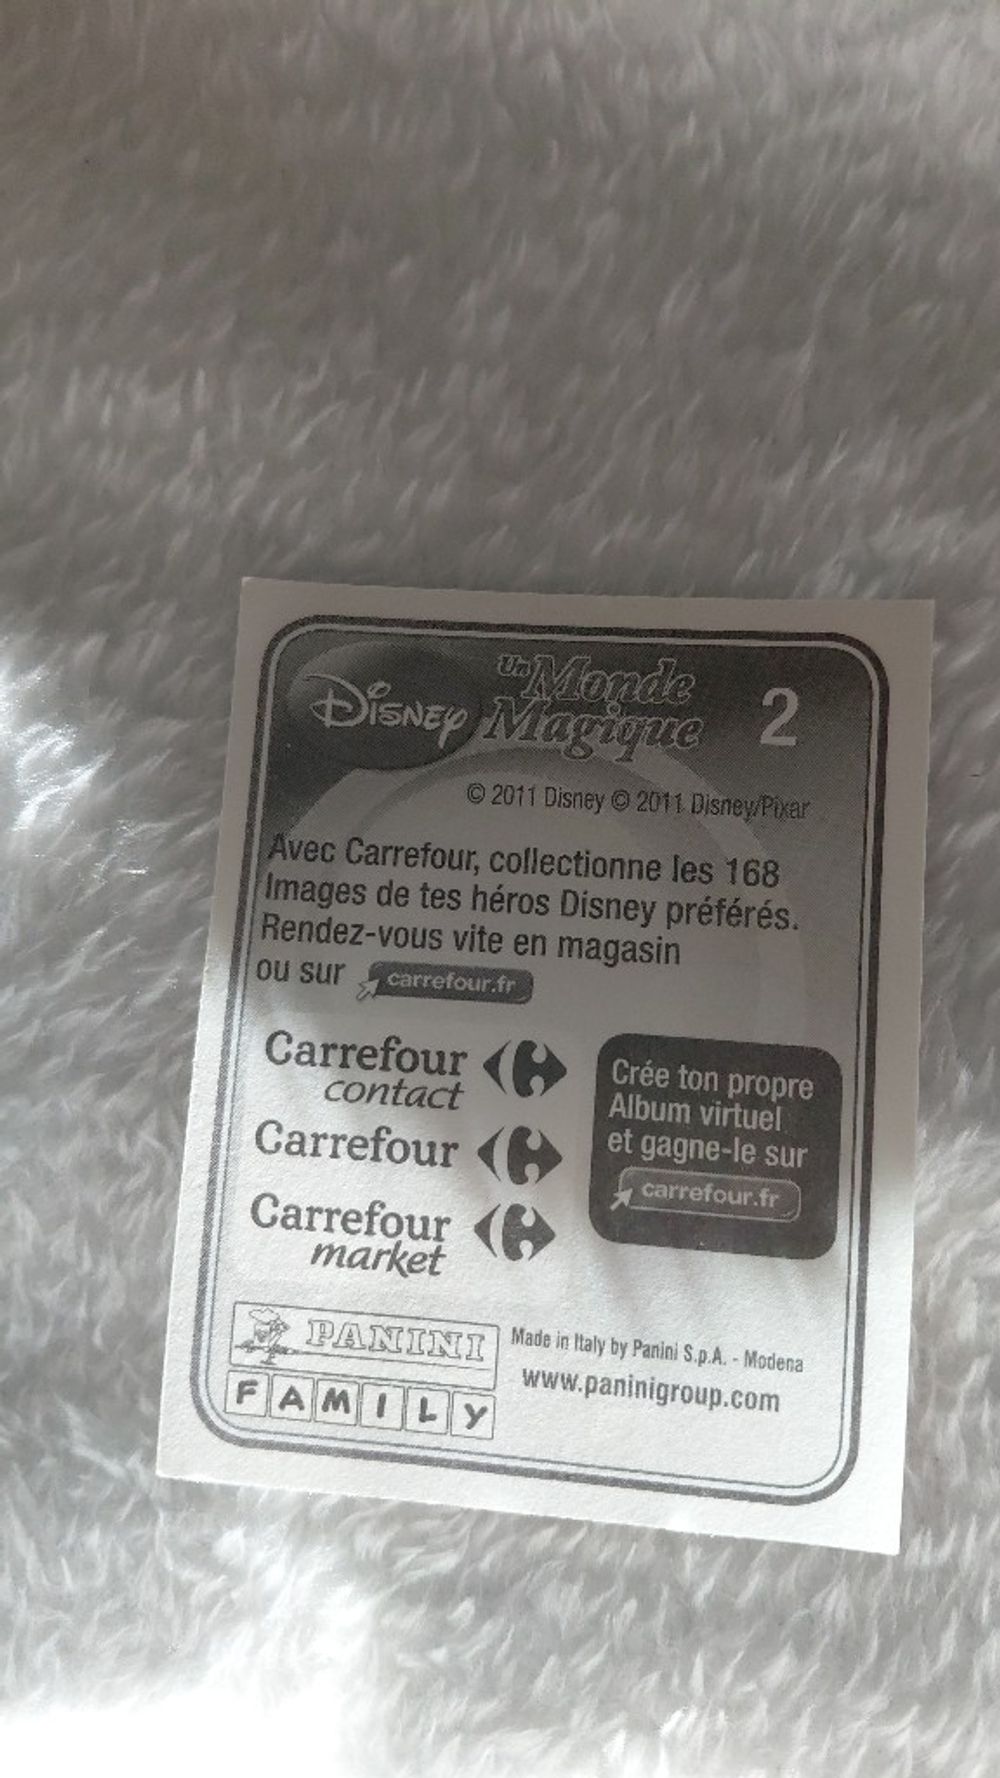 Disney
Un Monde
Magique
2
© 2011 Disney © 2011 Disney/Pixar
Avec Carrefour, collectionne les 168
Images de tes héros Disney préférés.
Rendez-vous vite en magasin
ou sur carrefour.fr
Carrefour
contact
Carrefour
Carrefour
market
Crée ton propre
Album virtuel
et gagne-le sur
carrefour.fr
PANINI
FAMILY
Made in Italy by Panini S.p.A. - Modena
www.paninigroup.com